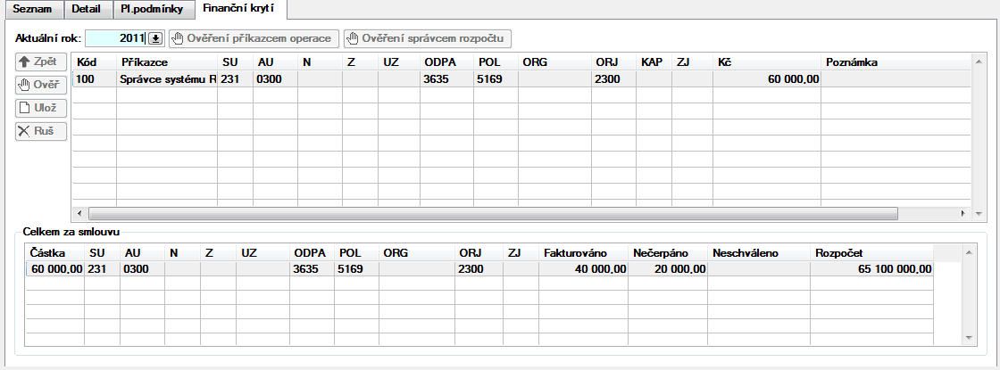 Seznam Detail Pl.podmínky Finanční krytí
Aktuální rok: 2011 Ověření příkazcem operace Ověření správcem rozpočtu
Zpět
Ověř
Ulož
Ruš
Kód Příkazce SU AU N Z UZ ODPA POL ORG ORJ KAP ZJ Kč Poznámka
100 Správce systému R 231 0300 3635 5169 2300 60 000,00
Celkem za smlouvu
Částka SU AU N Z UZ ODPA POL ORG ORJ ZJ Fakturováno Nečerpáno Neschváleno Rozpočet
60 000,00 231 0300 3635 5169 2300 40 000,00 20 000,00 65 100 000,00